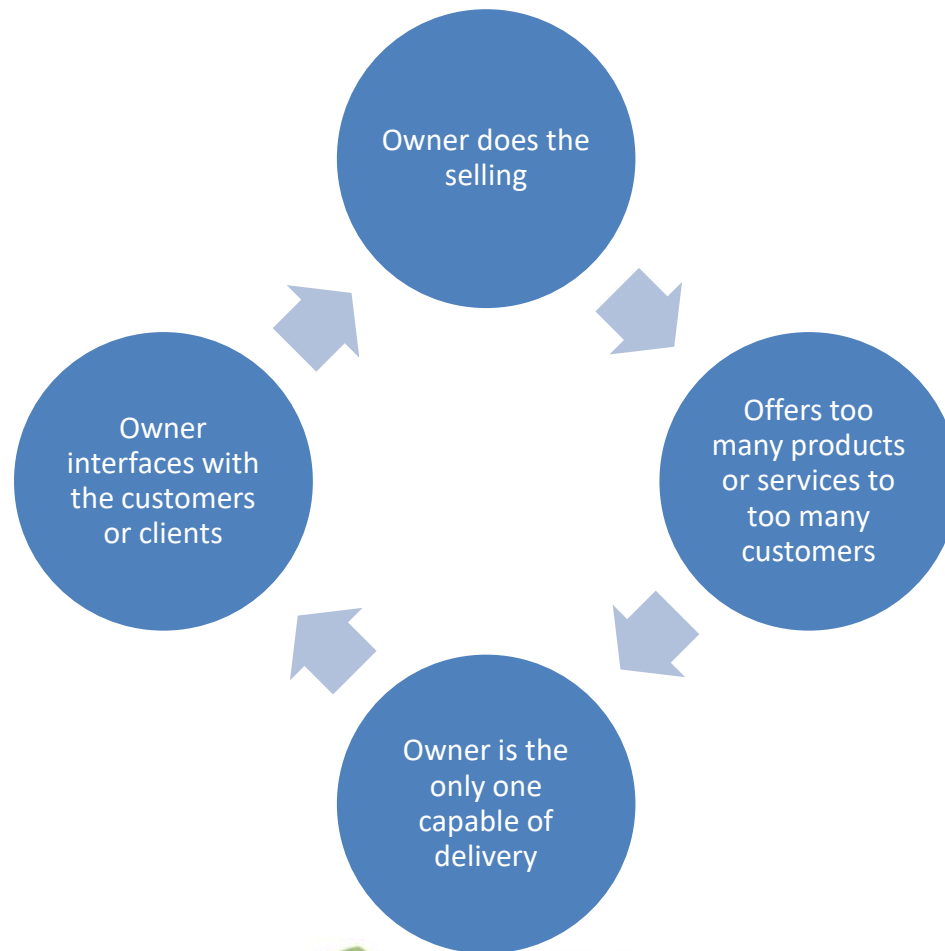 Owner does the
selling
Offers too
many products
or services to
too many
customers
Owner is the
only one
capable of
delivery
Owner
interfaces with
the customers
or clients